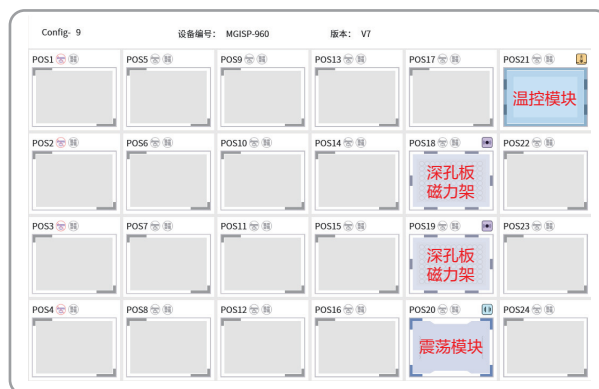 Config- 9 设备编号： MGISP-960 版本： V7
POS1 POS5 POS9 POS13 POS17 POS21
温控模块
POS2 POS6 POS10 POS14 POS18 POS22
深孔板
磁力架
POS3 POS7 POS11 POS15 POS19 POS23
深孔板
磁力架
POS4 POS8 POS12 POS16 POS20 POS24
震荡模块